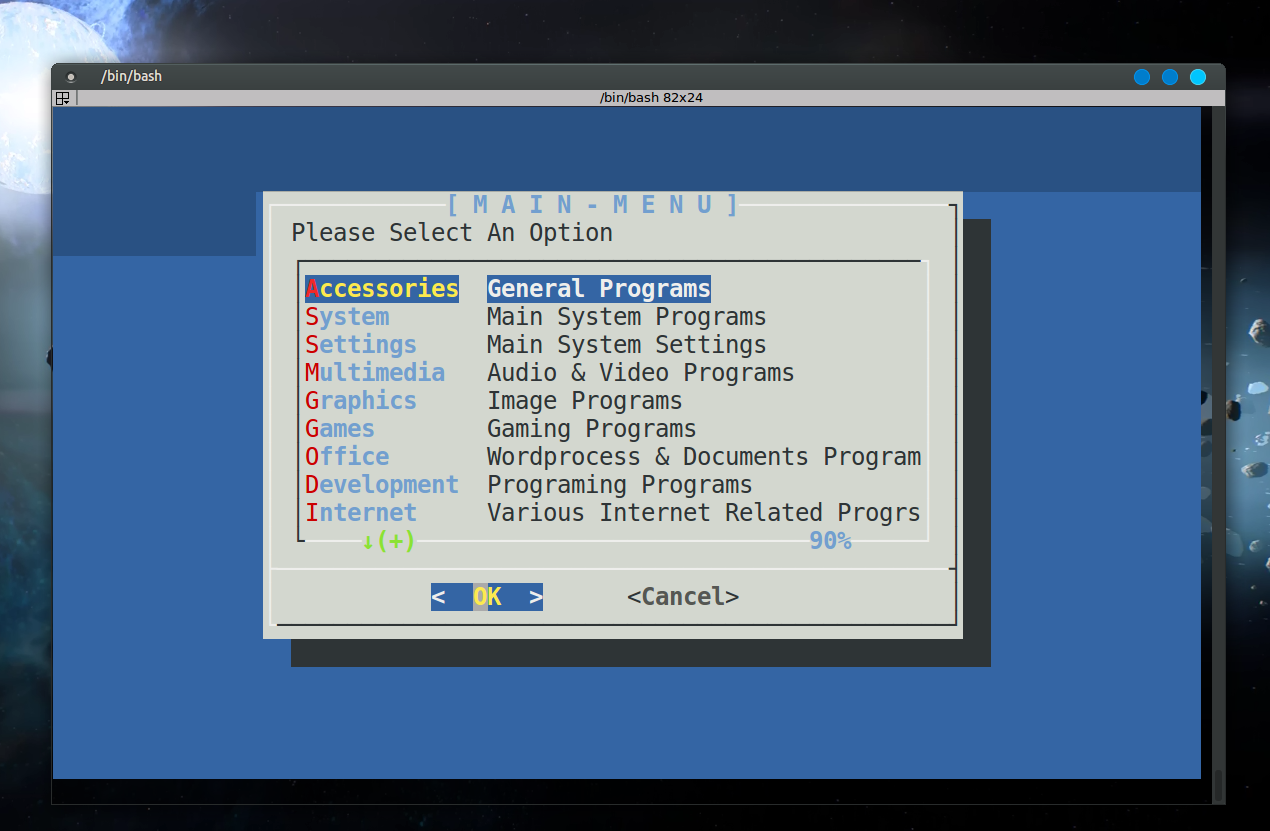 /bin/bash
/bin/bash 82x24
[ M A I N - M E N U ]
Please Select An Option
Accessories General Programs
System Main System Programs
Settings Main System Settings
Multimedia Audio & Video Programs
Graphics Image Programs
Games Gaming Programs
Office Wordprocess & Documents Program
Development Programing Programs
Internet Various Internet Related Progrs
↓(+) 90%
< OK > <Cancel>